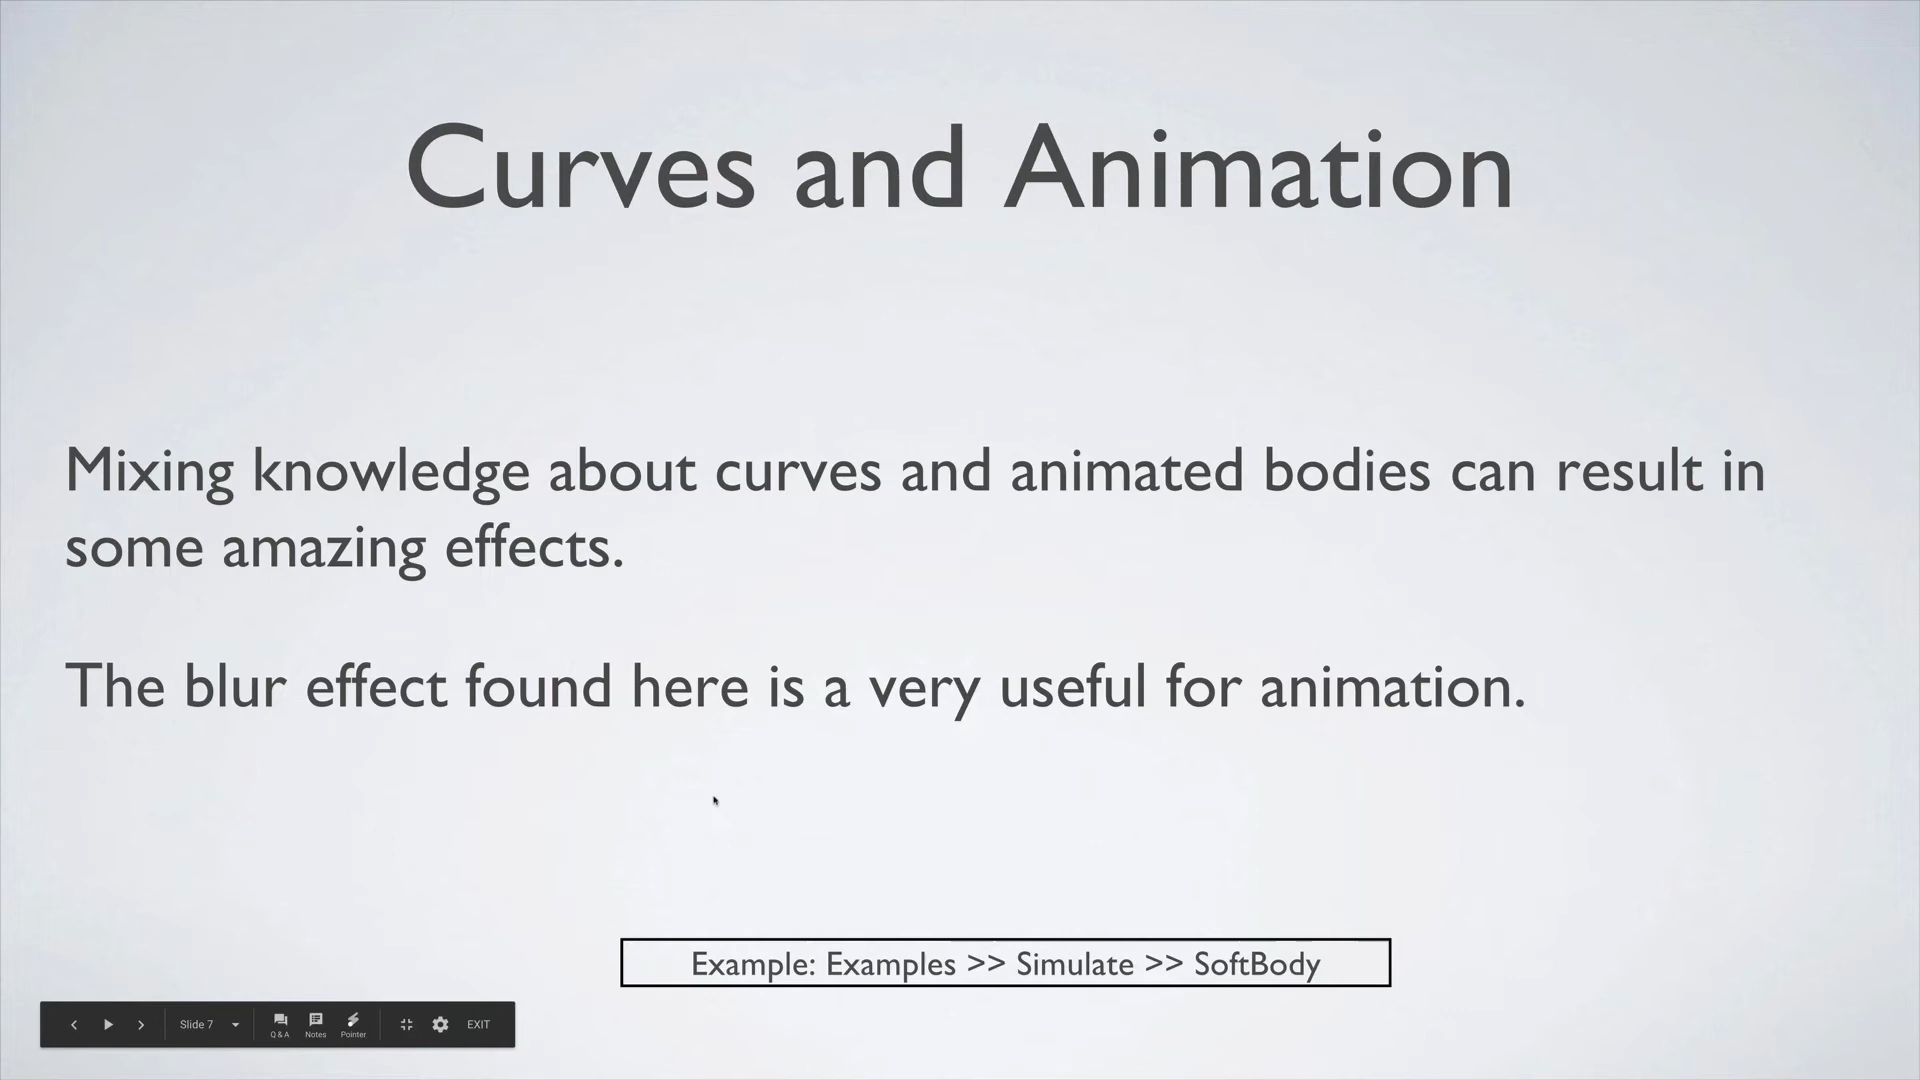 Curves and Animation
Mixing knowledge about curves and animated bodies can result in
some amazing effects.
The blur effect found here is a very useful for animation.
Example: Examples >> Simulate >> SoftBody
Slide 7
Q & A Notes Pointer
EXIT